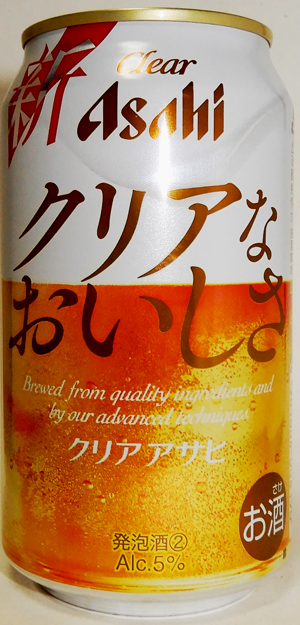 新
Clear
Asahi
クリアな
おいしさ
Brewed from quality ingredients and
by our advanced techniques.
クリアアサヒ
さけ
お酒
発泡酒②
Alc.5%